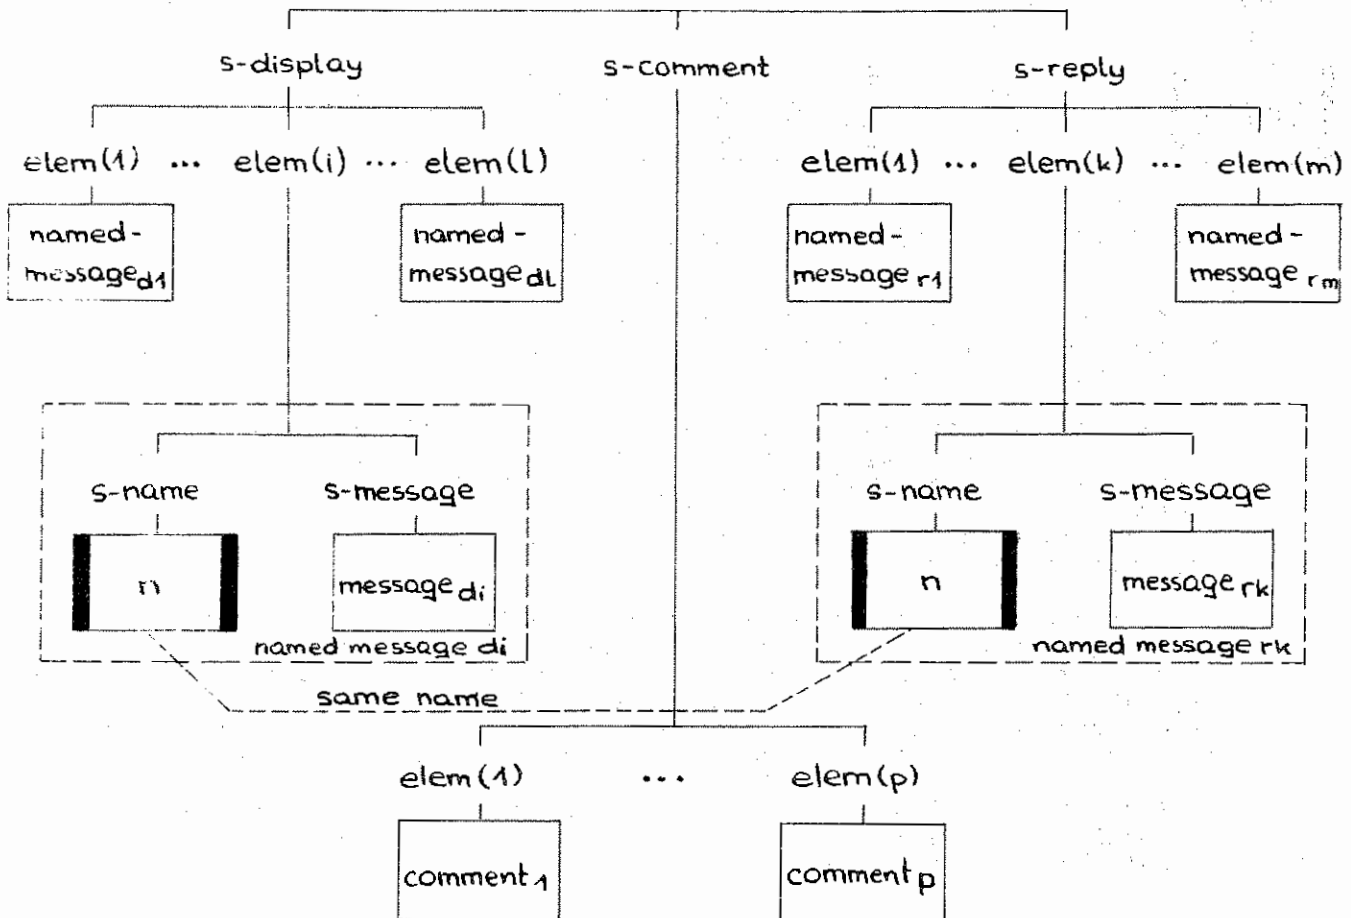 s-display s-comment s-reply
elem(1) ... elem(i) ... elem(l) elem(1) ... elem(k) ... elem(m)
named- named- named- named-
message d1 message dl message r1 message rm
s-name s-message s-name s-message
n message di n message rk
named message di named message rk
same name
elem(1) ... elem(p)
comment 1 comment p